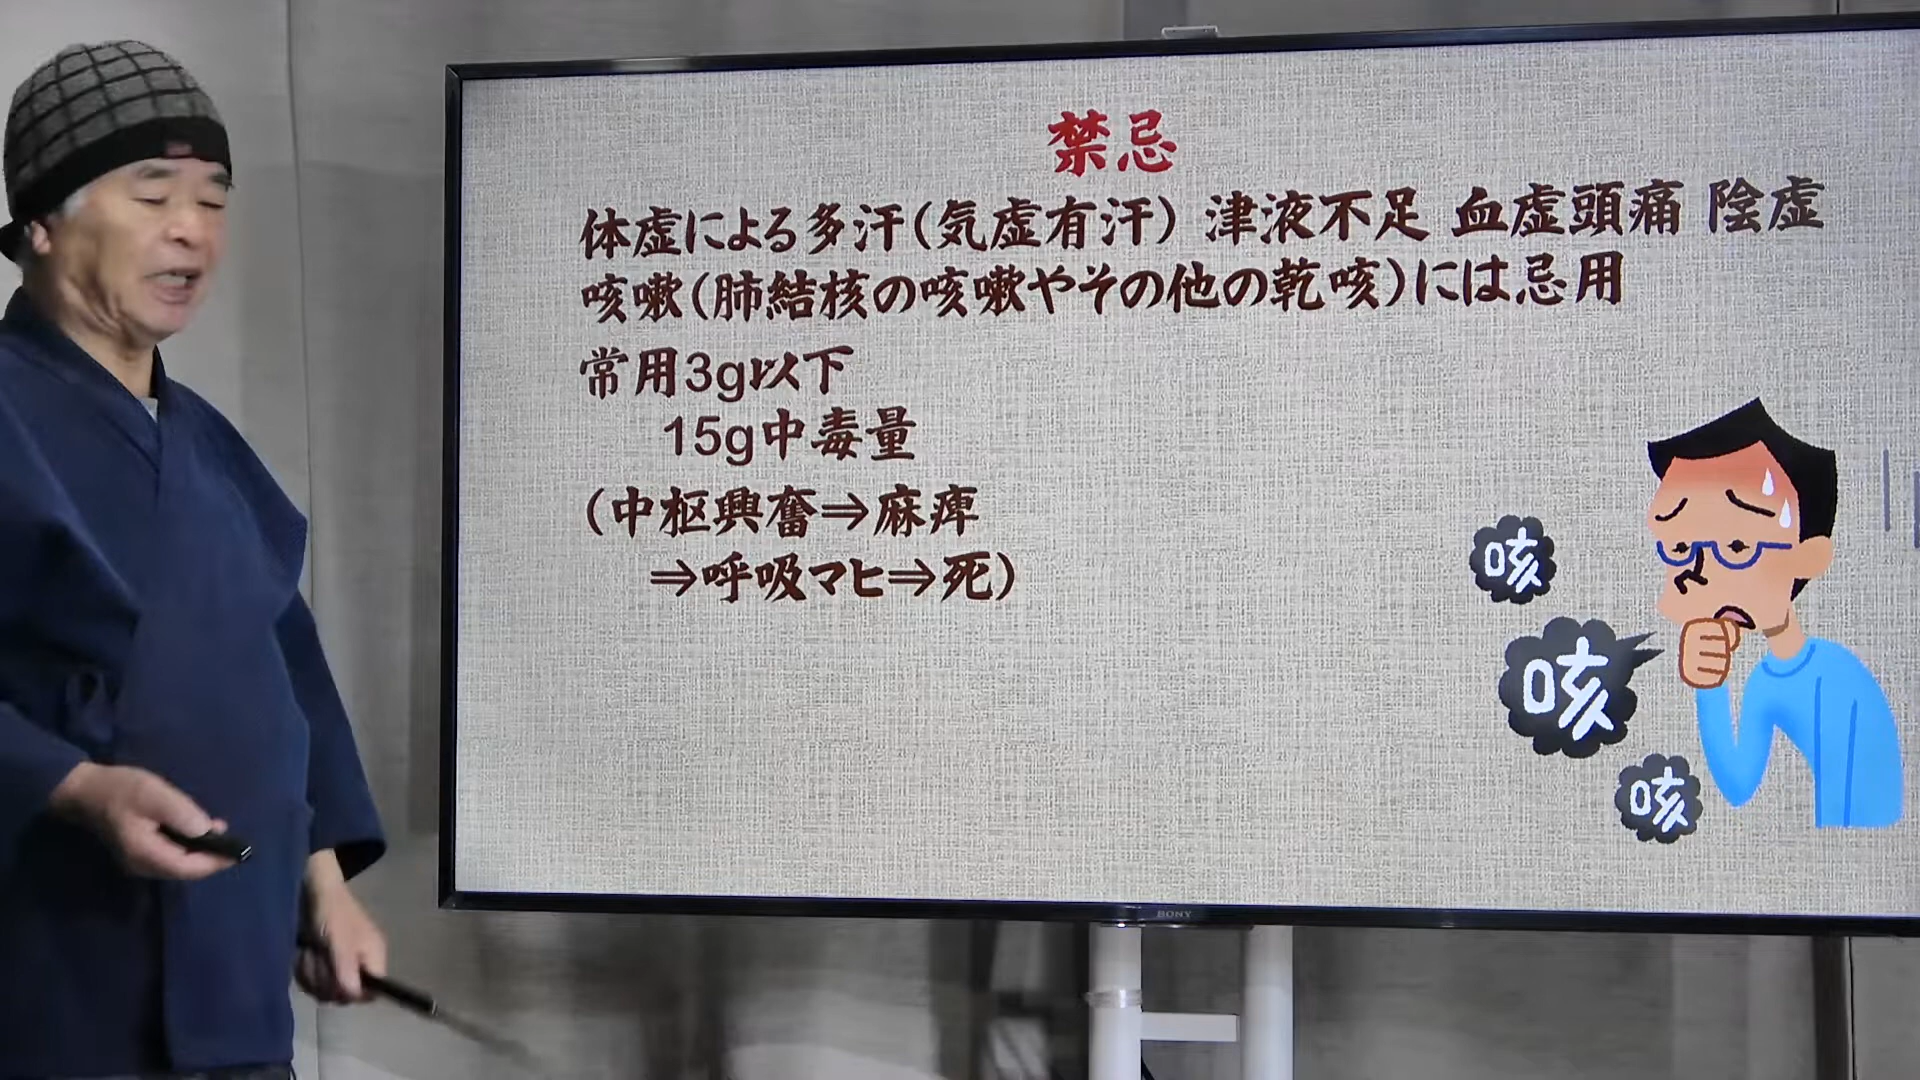 禁忌
体虚による多汗(気虚有汗) 津液不足 血虚頭痛 陰虚
咳嗽(肺結核の咳嗽やその他の乾咳)には忌用
常用3g以下
15g中毒量
(中枢興奮⇒麻痺
⇒呼吸マヒ⇒死)
咳
咳
咳
SONY